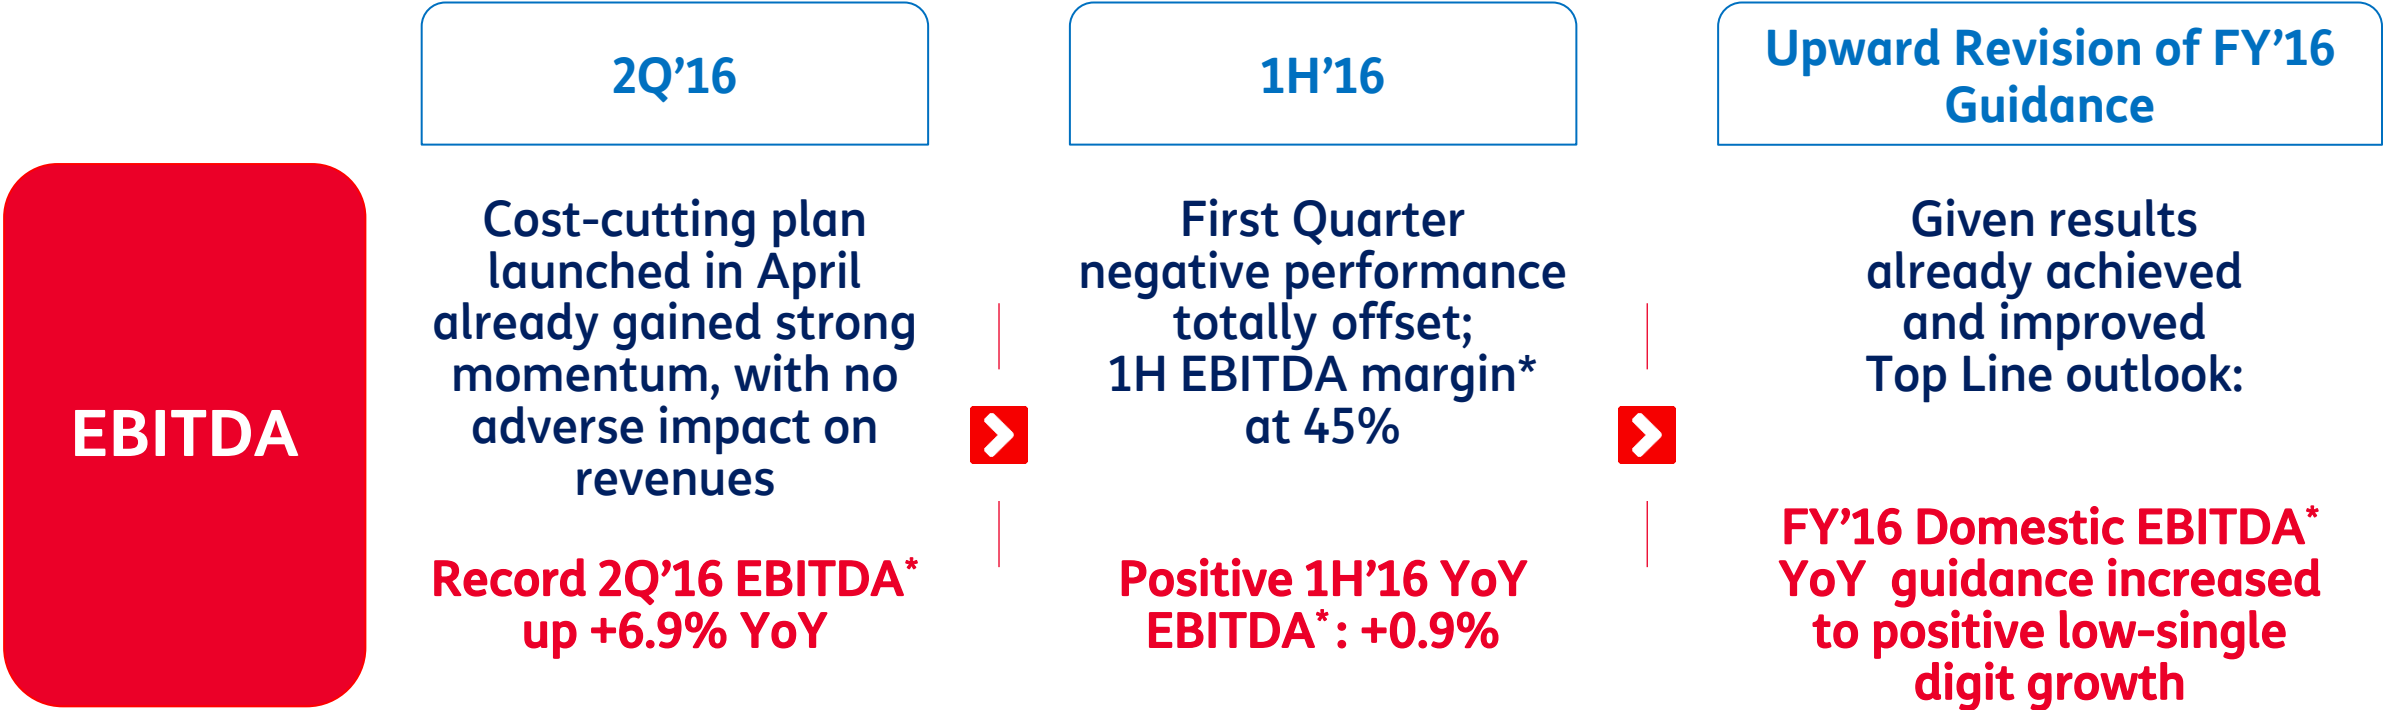 EBITDA
2Q’16
Cost-cutting plan
launched in April
already gained strong
momentum, with no
adverse impact on
revenues
Record 2Q’16 EBITDA*
up +6.9% YoY
1H’16
First Quarter
negative performance
totally offset;
1H EBITDA margin*
at 45%
Positive 1H’16 YoY
EBITDA*: +0.9%
Upward Revision of FY’16
Guidance
Given results
already achieved
and improved
Top Line outlook:
FY’16 Domestic EBITDA*
YoY guidance increased
to positive low-single
digit growth